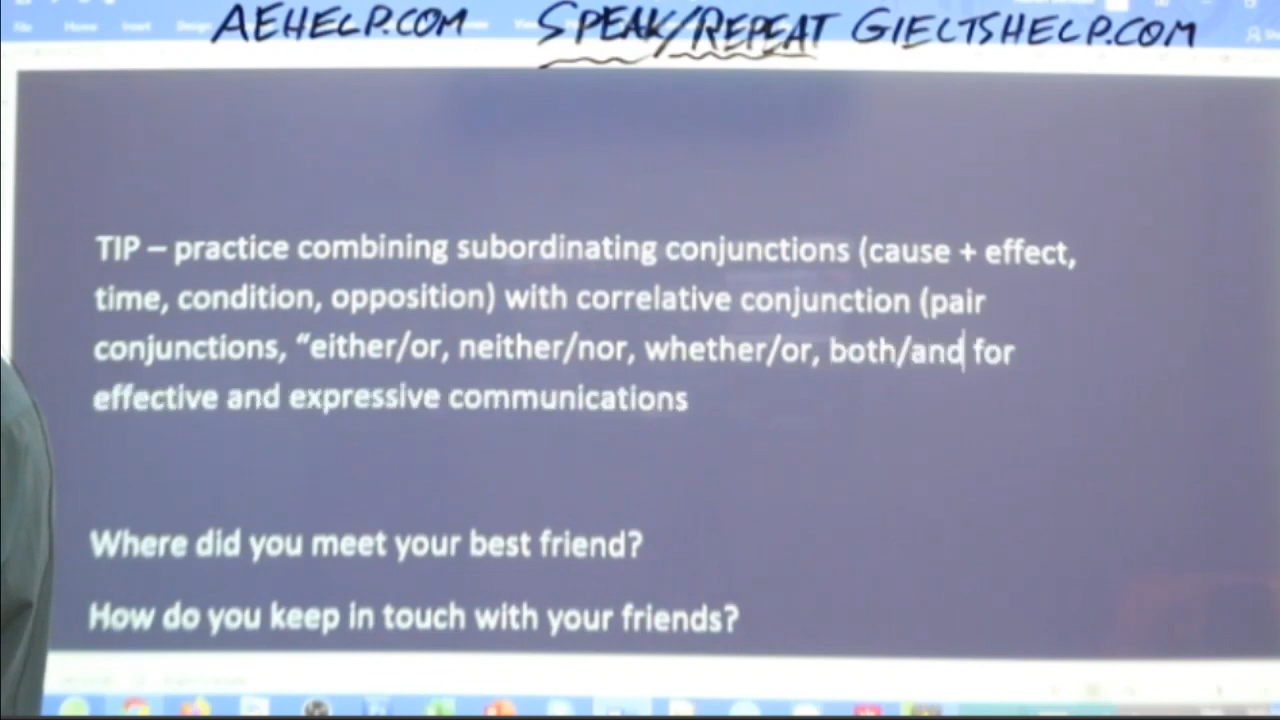 AEHELP.COM SPEAK/REPEAT GIELTSHELP.COM
TIP – practice combining subordinating conjunctions (cause + effect,
time, condition, opposition) with correlative conjunction (pair
conjunctions, “either/or, neither/nor, whether/or, both/and for
effective and expressive communications
Where did you meet your best friend?
How do you keep in touch with your friends?